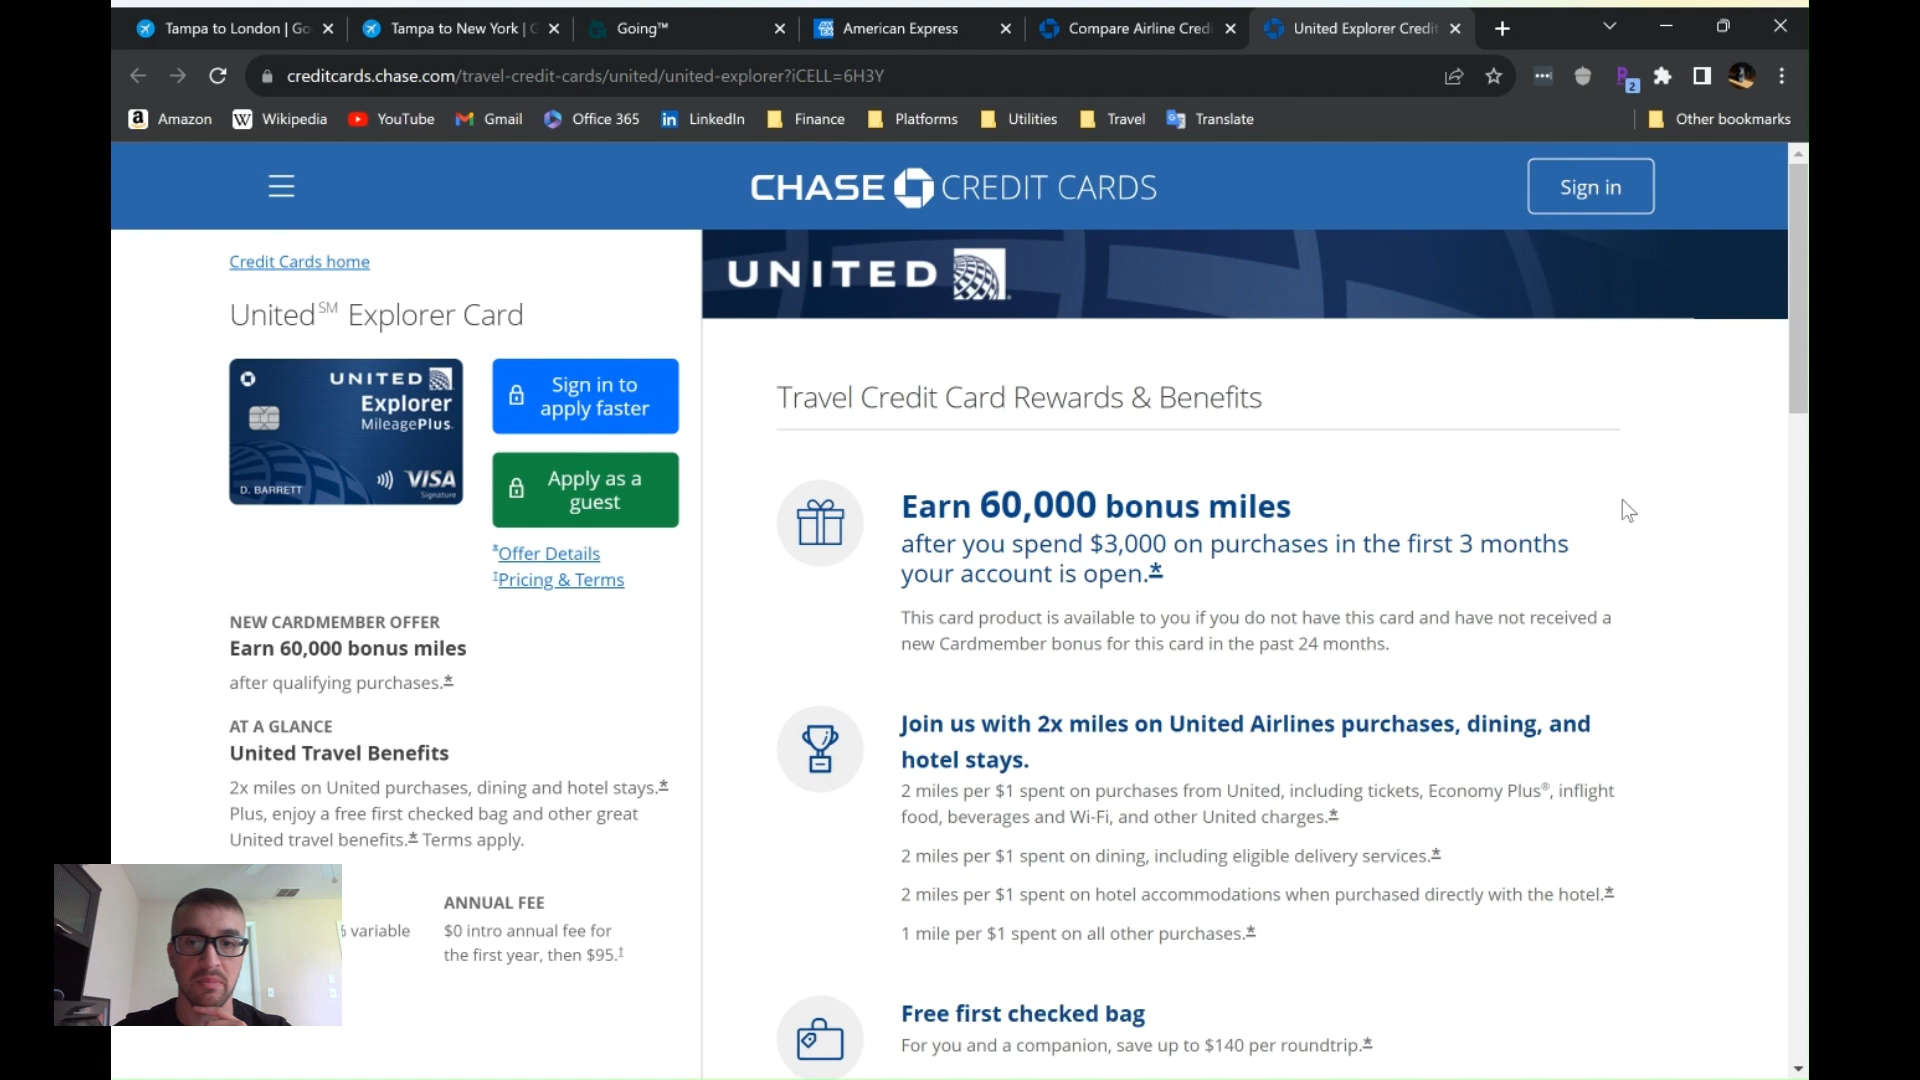 Tampa to London | Go
Tampa to New York | G
Going™
American Express
Compare Airline Credi
United Explorer Credit
creditcards.chase.com/travel-credit-cards/united/united-explorer?iCELL=6H3Y
2
Amazon
Wikipedia
YouTube
Gmail
Office 365
LinkedIn
Finance
Platforms
Utilities
Travel
Translate
Other bookmarks
CHASE CREDIT CARDS
Sign in
Credit Cards home
United℠ Explorer Card
UNITED
Explorer
MileagePlus.
VISA
Signature
D. BARRETT
Sign in to
apply faster
Apply as a
guest
*Offer Details
‡Pricing & Terms
NEW CARDMEMBER OFFER
Earn 60,000 bonus miles
after qualifying purchases.*
AT A GLANCE
United Travel Benefits
2x miles on United purchases, dining and hotel stays.*
Plus, enjoy a free first checked bag and other great
United travel benefits.* Terms apply.
variable
ANNUAL FEE
$0 intro annual fee for
the first year, then $95.‡
UNITED
Travel Credit Card Rewards & Benefits
Earn 60,000 bonus miles
after you spend $3,000 on purchases in the first 3 months
your account is open.*
This card product is available to you if you do not have this card and have not received a
new Cardmember bonus for this card in the past 24 months.
Join us with 2x miles on United Airlines purchases, dining, and
hotel stays.
2 miles per $1 spent on purchases from United, including tickets, Economy Plus®, inflight
food, beverages and Wi-Fi, and other United charges.*
2 miles per $1 spent on dining, including eligible delivery services.*
2 miles per $1 spent on hotel accommodations when purchased directly with the hotel.*
1 mile per $1 spent on all other purchases.*
Free first checked bag
For you and a companion, save up to $140 per roundtrip.*